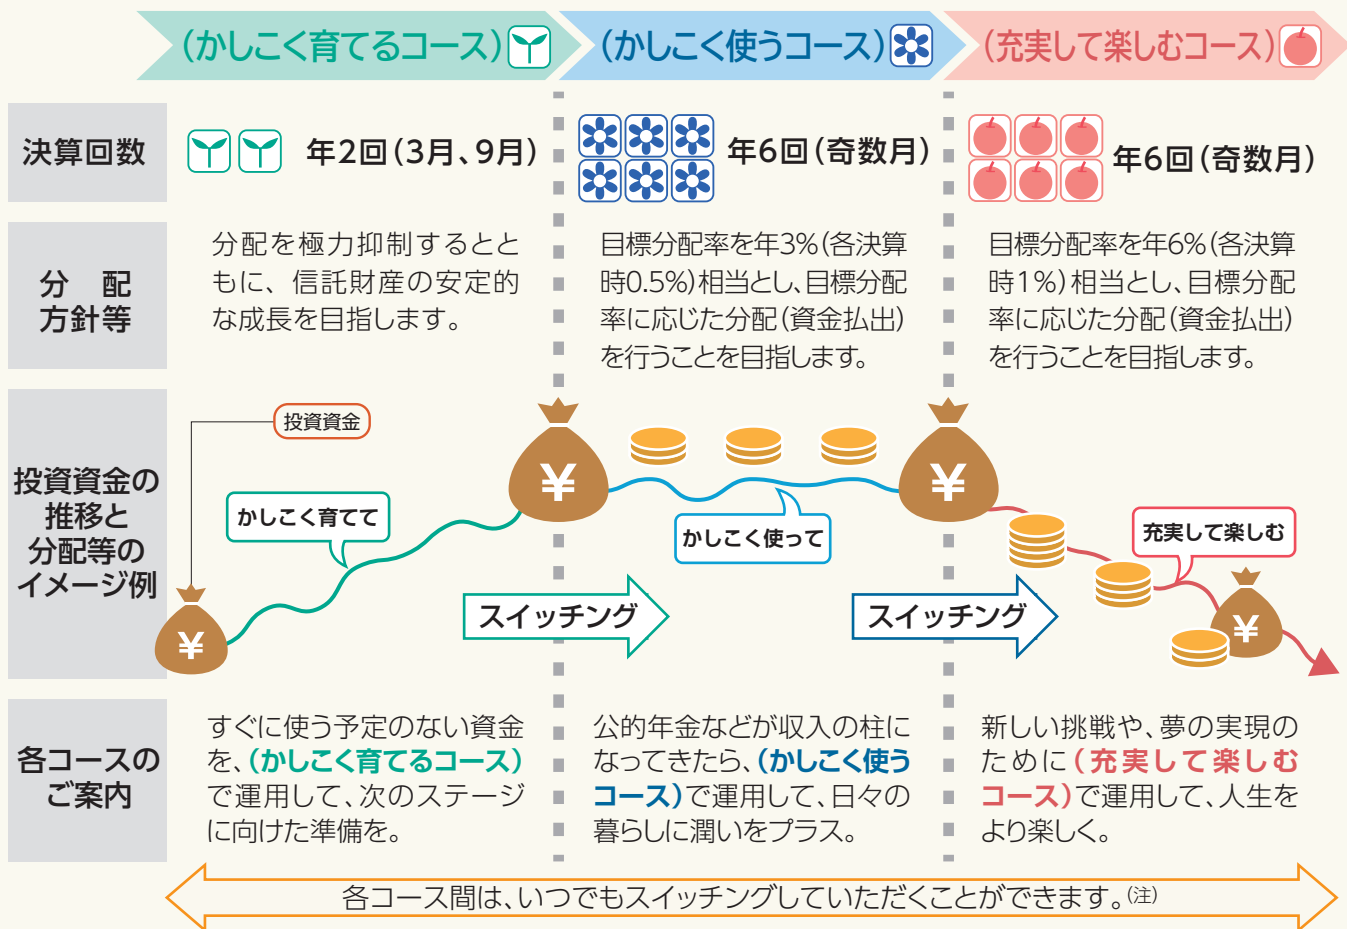 (かしこく育てるコース)
(かしこく使うコース)
(充実して楽しむコース)
決算回数
年2回(3月、9月)
年6回(奇数月)
年6回(奇数月)
分　配
方針等
分配を極力抑制するとと
もに、信託財産の安定的
な成長を目指します。
目標分配率を年3%(各決算
時0.5%)相当とし、目標分配
率に応じた分配(資金払出)
を行うことを目指します。
目標分配率を年6%(各決算
時1%)相当とし、目標分配
率に応じた分配(資金払出)
を行うことを目指します。
投資資金の
推移と
分配等の
イメージ例
投資資金
かしこく育てて
¥
¥
スイッチング
かしこく使って
¥
スイッチング
充実して楽しむ
¥
各コースの
ご案内
すぐに使う予定のない資金
を、(かしこく育てるコース)
で運用して、次のステージ
に向けた準備を。
公的年金などが収入の柱に
なってきたら、(かしこく使う
コース)で運用して、日々の
暮らしに潤いをプラス。
新しい挑戦や、夢の実現の
ために(充実して楽しむ
コース)で運用して、人生を
より楽しく。
各コース間は、いつでもスイッチングしていただくことができます。(注)